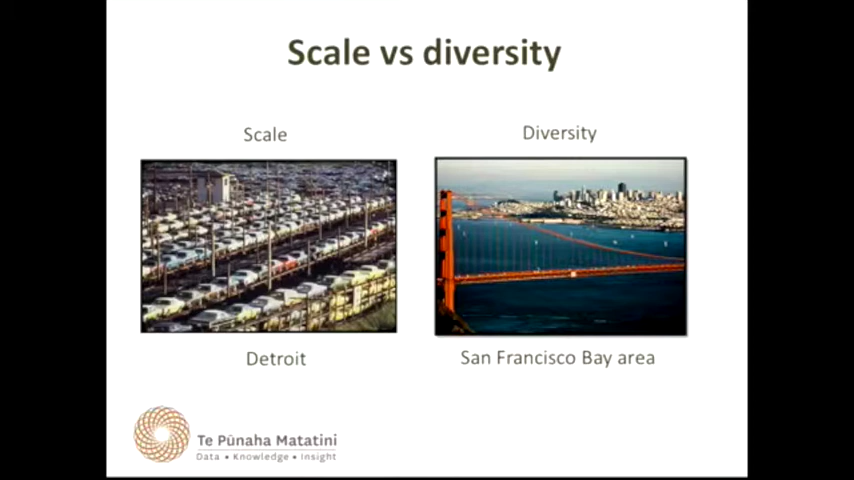 Scale vs diversity
Scale
Diversity
Detroit
San Francisco Bay area
Te Pūnaha Matatini
Data • Knowledge • Insight